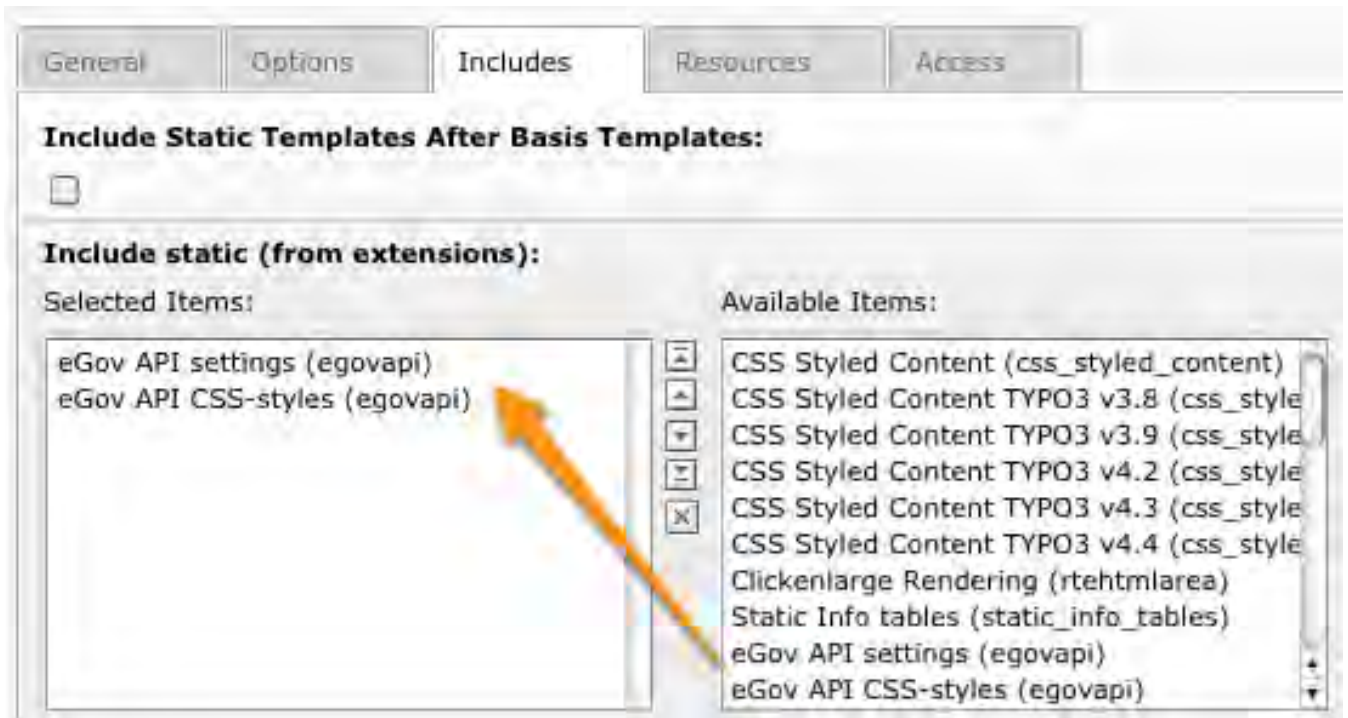 General Options Includes Resources Access
Include Static Templates After Basis Templates:
Include static (from extensions):
Selected Items:
eGov API settings (egovapi)
eGov API CSS-styles (egovapi)
Available Items:
CSS Styled Content (css_styled_content)
CSS Styled Content TYPO3 v3.8 (css_style
CSS Styled Content TYPO3 v3.9 (css_style
CSS Styled Content TYPO3 v4.2 (css_style
CSS Styled Content TYPO3 v4.3 (css_style
CSS Styled Content TYPO3 v4.4 (css_style
Clickenlarge Rendering (rtehtmlarea)
Static Info tables (static_info_tables)
eGov API settings (egovapi)
eGov API CSS-styles (egovapi)